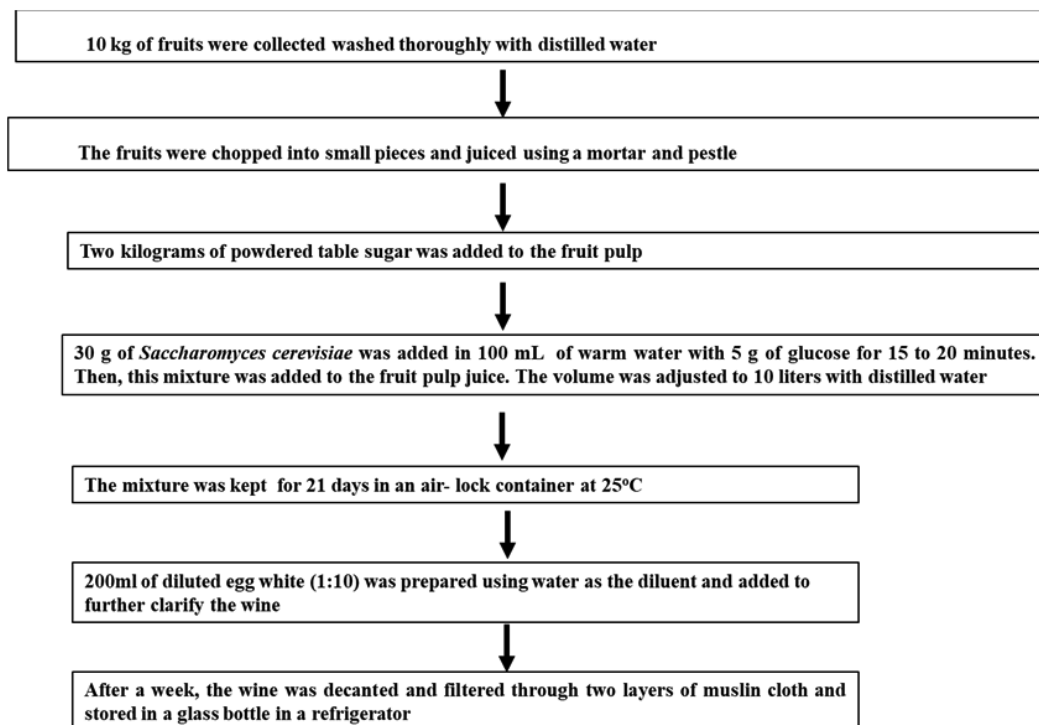 10 kg of fruits were collected washed thoroughly with distilled water
The fruits were chopped into small pieces and juiced using a mortar and pestle
Two kilograms of powdered table sugar was added to the fruit pulp
30 g of Saccharomyces cerevisiae was added in 100 mL of warm water with 5 g of glucose for 15 to 20 minutes.
Then, this mixture was added to the fruit pulp juice. The volume was adjusted to 10 liters with distilled water
The mixture was kept for 21 days in an air- lock container at 25°C
200ml of diluted egg white (1:10) was prepared using water as the diluent and added to
further clarify the wine
After a week, the wine was decanted and filtered through two layers of muslin cloth and
stored in a glass bottle in a refrigerator